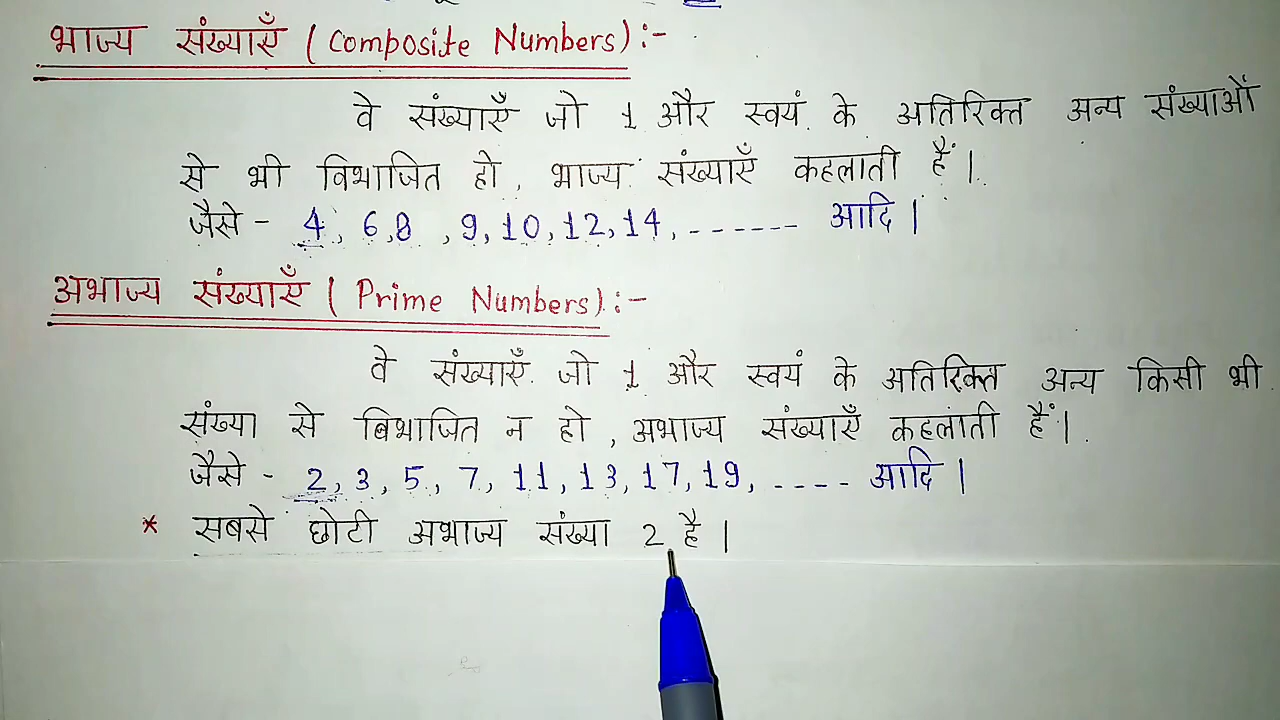 भाज्य संख्याएँ (Composite Numbers):-
वे संख्याएँ जो 1 और स्वयं के अतिरिक्त अन्य संख्याओं
से भी विभाजित हो, भाज्य संख्याएँ कहलाती हैं।
जैसे - 4, 6, 8, 9, 10, 12, 14, ------ आदि।
अभाज्य संख्याएँ (Prime Numbers):-
वे संख्याएँ जो 1 और स्वयं के अतिरिक्त अन्य किसी भी
संख्या से विभाजित न हो, अभाज्य संख्याएँ कहलाती हैं।
जैसे - 2, 3, 5, 7, 11, 13, 17, 19, ---- आदि।
* सबसे छोटी अभाज्य संख्या 2 है।